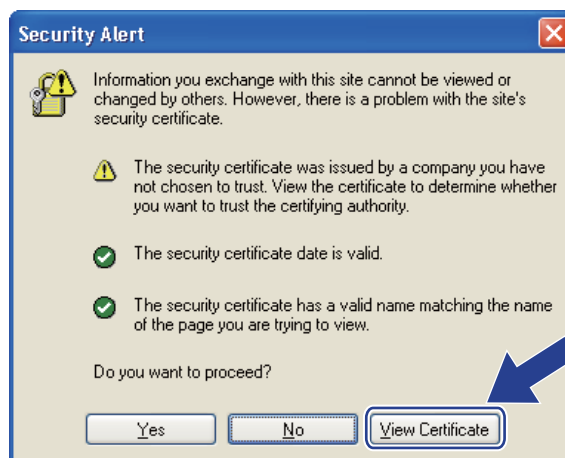 Security Alert
Information you exchange with this site cannot be viewed or
changed by others. However, there is a problem with the site's
security certificate.
The security certificate was issued by a company you have
not chosen to trust. View the certificate to determine whether
you want to trust the certifying authority.
The security certificate date is valid.
The security certificate has a valid name matching the name
of the page you are trying to view.
Do you want to proceed?
Yes No View Certificate